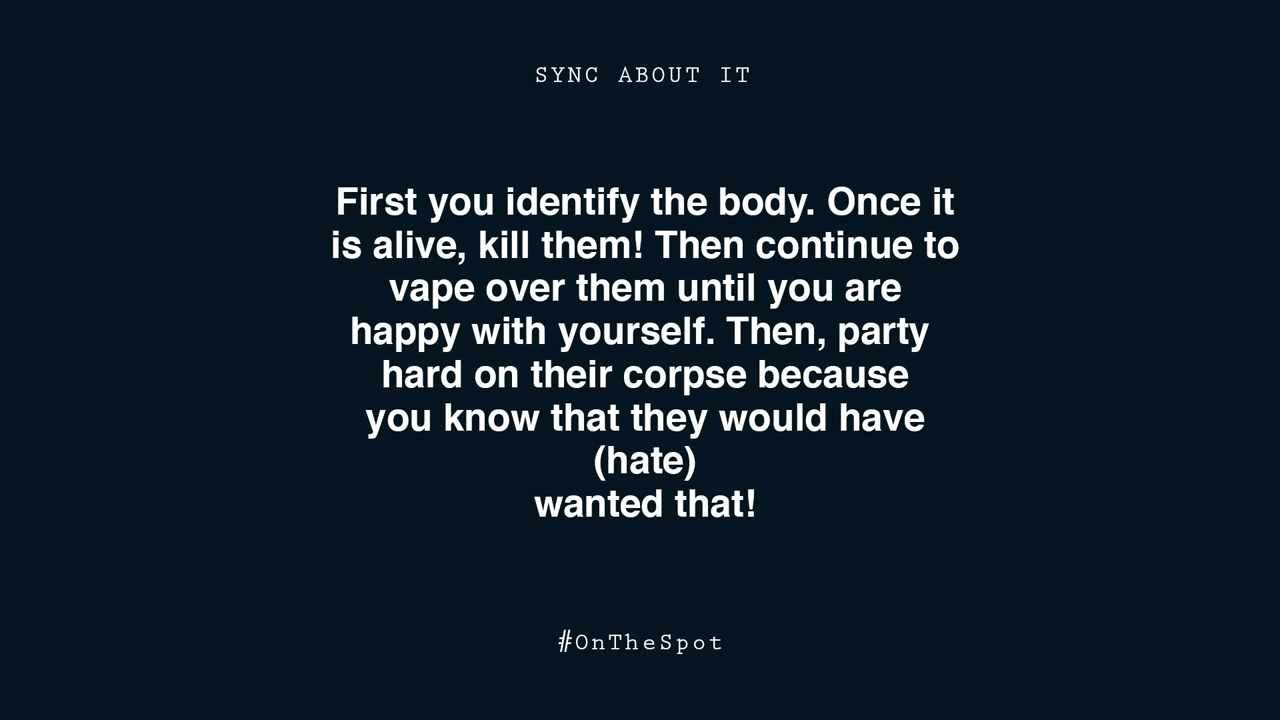 SYNC ABOUT IT
First you identify the body. Once it
is alive, kill them! Then continue to
vape over them until you are
happy with yourself. Then, party
hard on their corpse because
you know that they would have
(hate)
wanted that!
#OnTheSpot